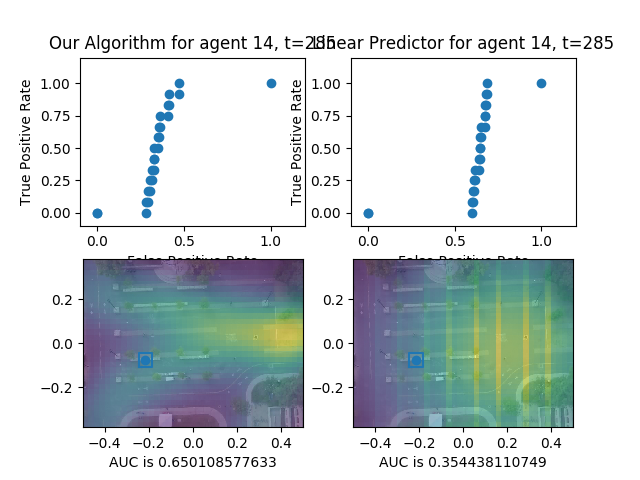 Our Algorithm for agent 14, t=285
Linear Predictor for agent 14, t=285
True Positive Rate
1.00
0.75
0.50
0.25
0.00
0.0 0.5 1.0
False Positive Rate
True Positive Rate
1.00
0.75
0.50
0.25
0.00
0.0 0.5 1.0
False Positive Rate
0.2
0.0
−0.2
−0.4 −0.2 0.0 0.2 0.4
AUC is 0.650108577633
0.2
0.0
−0.2
−0.4 −0.2 0.0 0.2 0.4
AUC is 0.354438110749